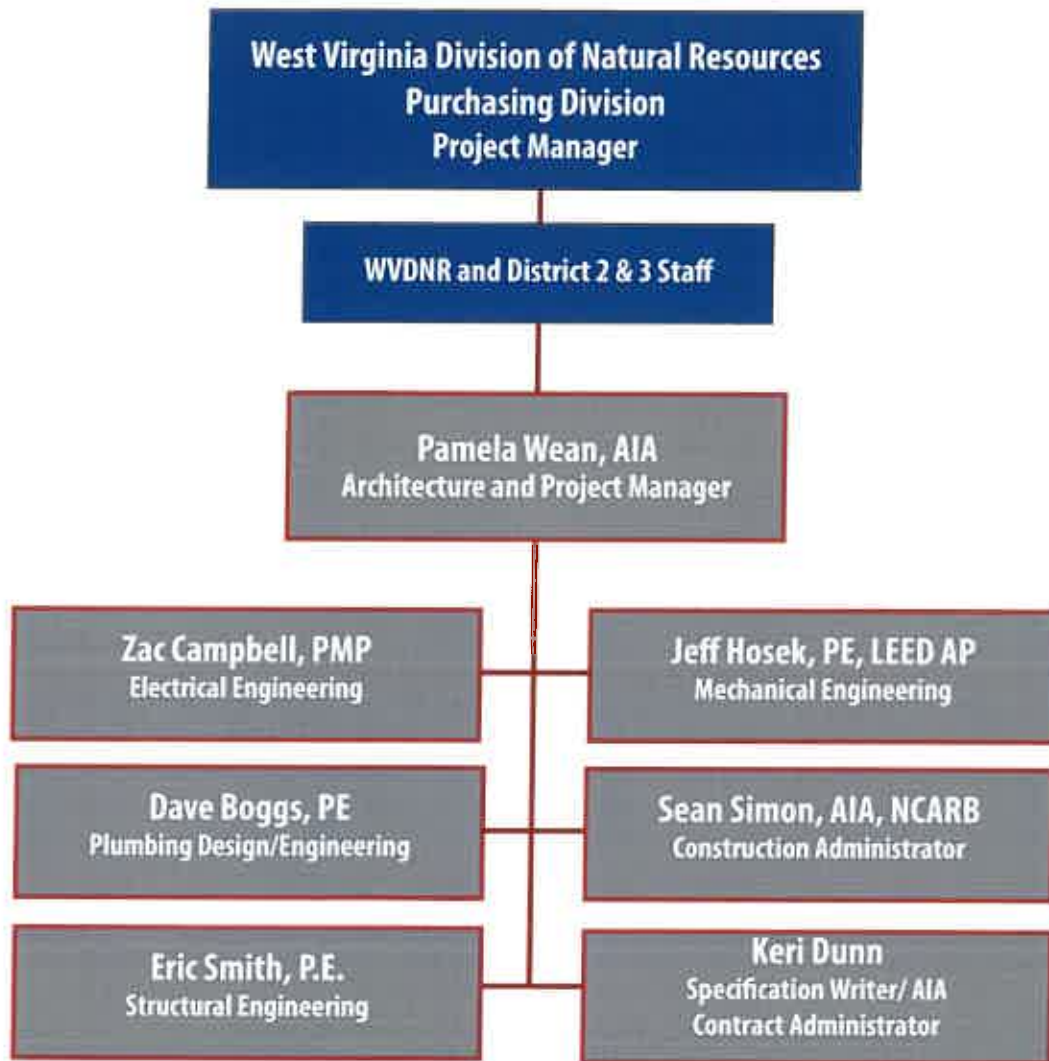 West Virginia Division of Natural Resources
Purchasing Division
Project Manager
WVDNR and District 2 & 3 Staff
Pamela Wean, AIA
Architecture and Project Manager
Zac Campbell, PMP
Electrical Engineering
Jeff Hosek, PE, LEED AP
Mechanical Engineering
Dave Boggs, PE
Plumbing Design/Engineering
Sean Simon, AIA, NCARB
Construction Administrator
Eric Smith, P.E.
Structural Engineering
Keri Dunn
Specification Writer/ AIA
Contract Administrator